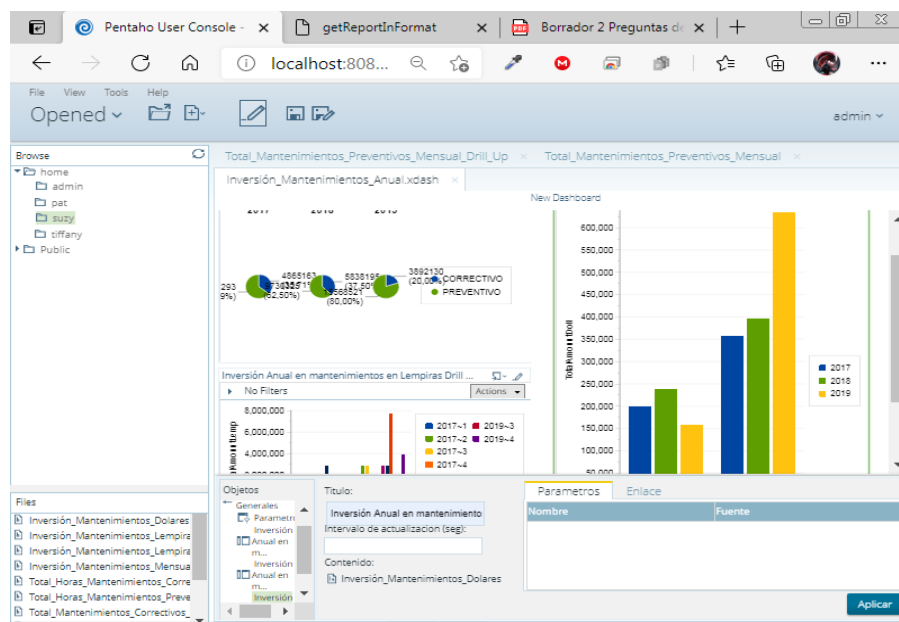 Pentaho User Console -
getReportInFormat
Borrador 2 Preguntas de
localhost:808...
File View Tools Help
Opened
admin
Browse
home
admin
pat
suzy
tiffany
Public
Files
Inversión_Mantenimientos_Dolares
Inversión_Mantenimientos_Lempira
Inversión_Mantenimientos_Lempira
Inversión_Mantenimientos_Mensua
Total_Horas_Mantenimientos_Corre
Total_Horas_Mantenimientos_Preve
Total_Mantenimientos_Correctivos_
Total_Mantenimientos_Preventivos_Mensual_Drill_Up
Total_Mantenimientos_Preventivos_Mensual
Inversión_Mantenimientos_Anual.xdash
New Dashboard
4865163
5838195
(37,50%)
3892130
(20,00%)
293
9%)
(62,50%)
(80,00%)
CORRECTIVO
PREVENTIVO
Inversión Anual en mantenimientos en Lempiras Drill ...
No Filters
Actions
8,000,000
6,000,000
4,000,000
2017~1
2019~3
2017~2
2019~4
2017~3
2017~4
600,000
550,000
500,000
450,000
400,000
350,000
300,000
250,000
200,000
150,000
100,000
50,000
2017
2018
2019
Objetos
Generales
Parametr
Inversión
Anual en
m...
Inversión
Anual en
m...
Inversión
Titulo:
Inversión Anual en mantenimiento
Intervalo de actualizacion (seg):
Contenido:
Inversión_Mantenimientos_Dolares
Parametros
Enlace
Nombre
Fuente
Aplicar